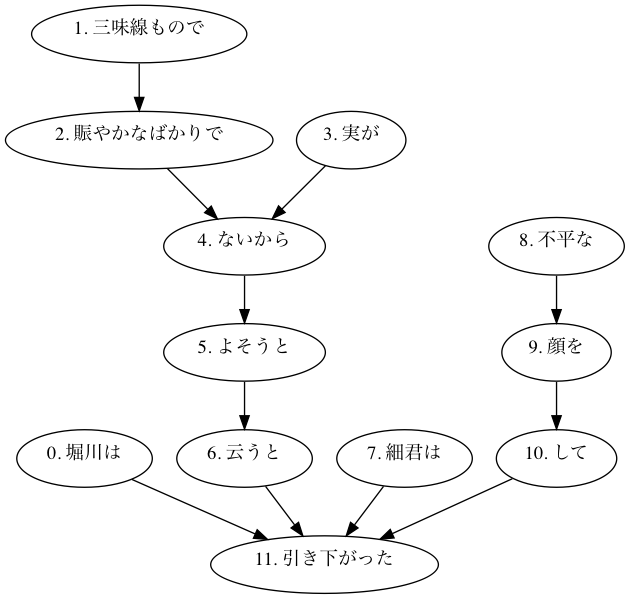 1. 三味線もので
2. 賑やかなばかりで
3. 実が
4. ないから
8. 不平な
5. よそうと
9. 顔を
0. 堀川は
6. 云うと
7. 細君は
10. して
11. 引き下がった